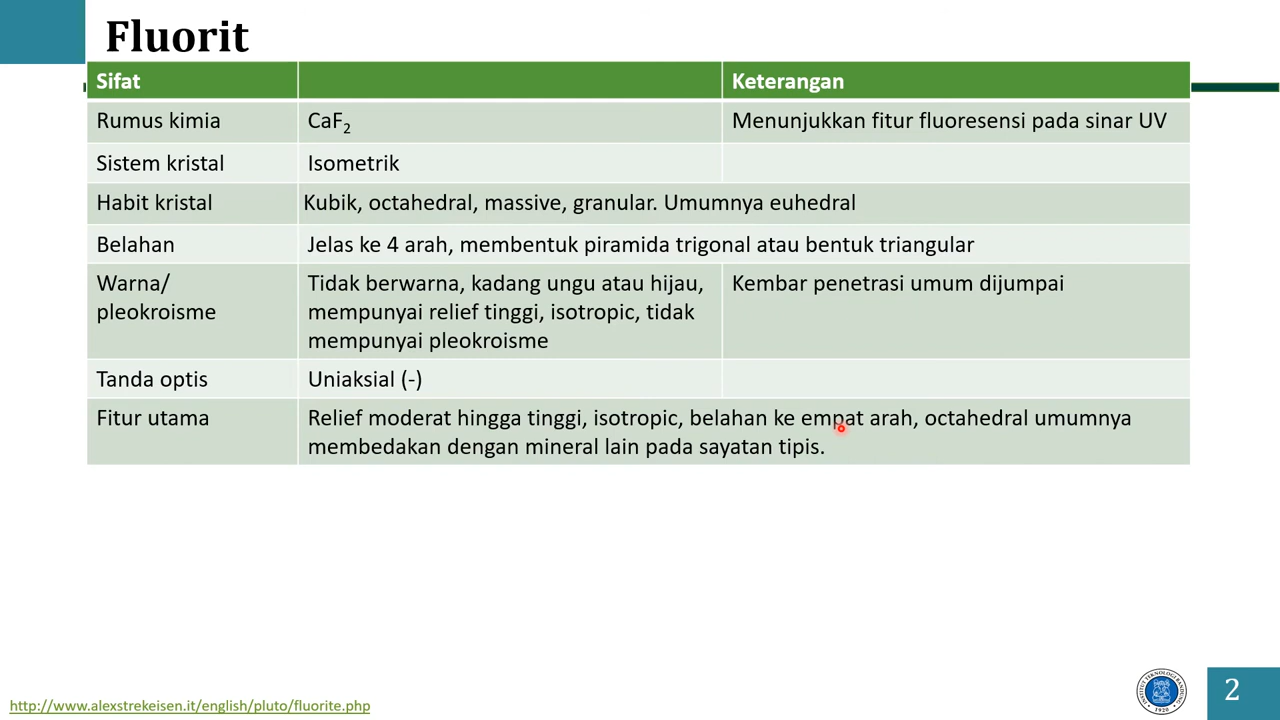 Fluorit
Sifat Keterangan
Rumus kimia CaF₂ Menunjukkan fitur fluoresensi pada sinar UV
Sistem kristal Isometrik
Habit kristal Kubik, octahedral, massive, granular. Umumnya euhedral
Belahan Jelas ke 4 arah, membentuk piramida trigonal atau bentuk triangular
Warna/
pleokroisme
Tidak berwarna, kadang ungu atau hijau,
mempunyai relief tinggi, isotropic, tidak
mempunyai pleokroisme
Kembar penetrasi umum dijumpai
Tanda optis Uniaksial (-)
Fitur utama Relief moderat hingga tinggi, isotropic, belahan ke empat arah, octahedral umumnya
membedakan dengan mineral lain pada sayatan tipis.
http://www.alexstrekeisen.it/english/pluto/fluorite.php
INSTITUT TEKNOLOGI BANDUNG
1920
2